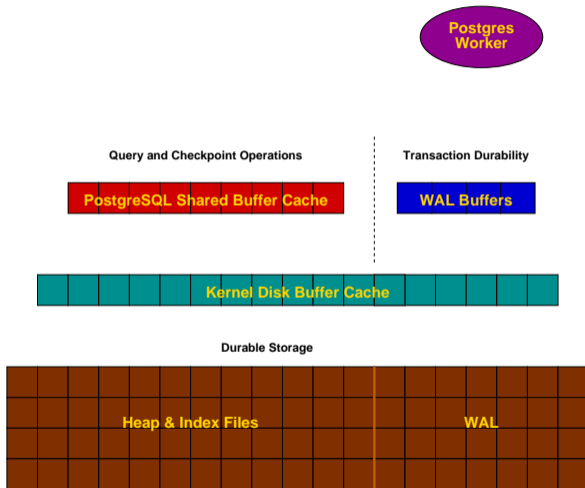 Postgres
Worker
Query and Checkpoint Operations
Transaction Durability
PostgreSQL Shared Buffer Cache
WAL Buffers
Kernel Disk Buffer Cache
Durable Storage
Heap & Index Files
WAL